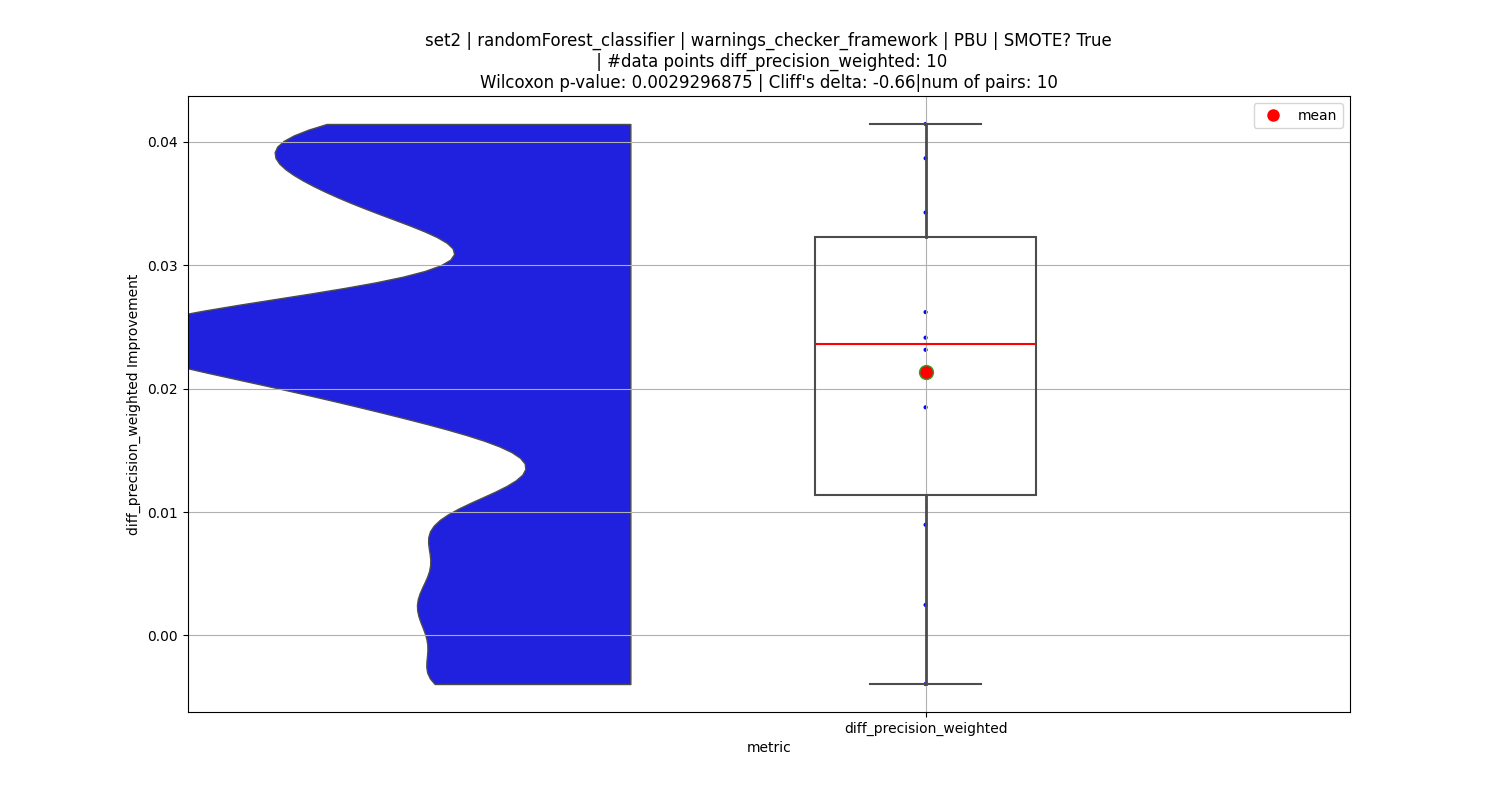 set2 | randomForest_classifier | warnings_checker_framework | PBU | SMOTE? True
| #data points diff_precision_weighted: 10
Wilcoxon p-value: 0.0029296875 | Cliff's delta: -0.66|num of pairs: 10
mean
0.04
0.03
0.02
0.01
0.00
diff_precision_weighted Improvement
diff_precision_weighted
metric